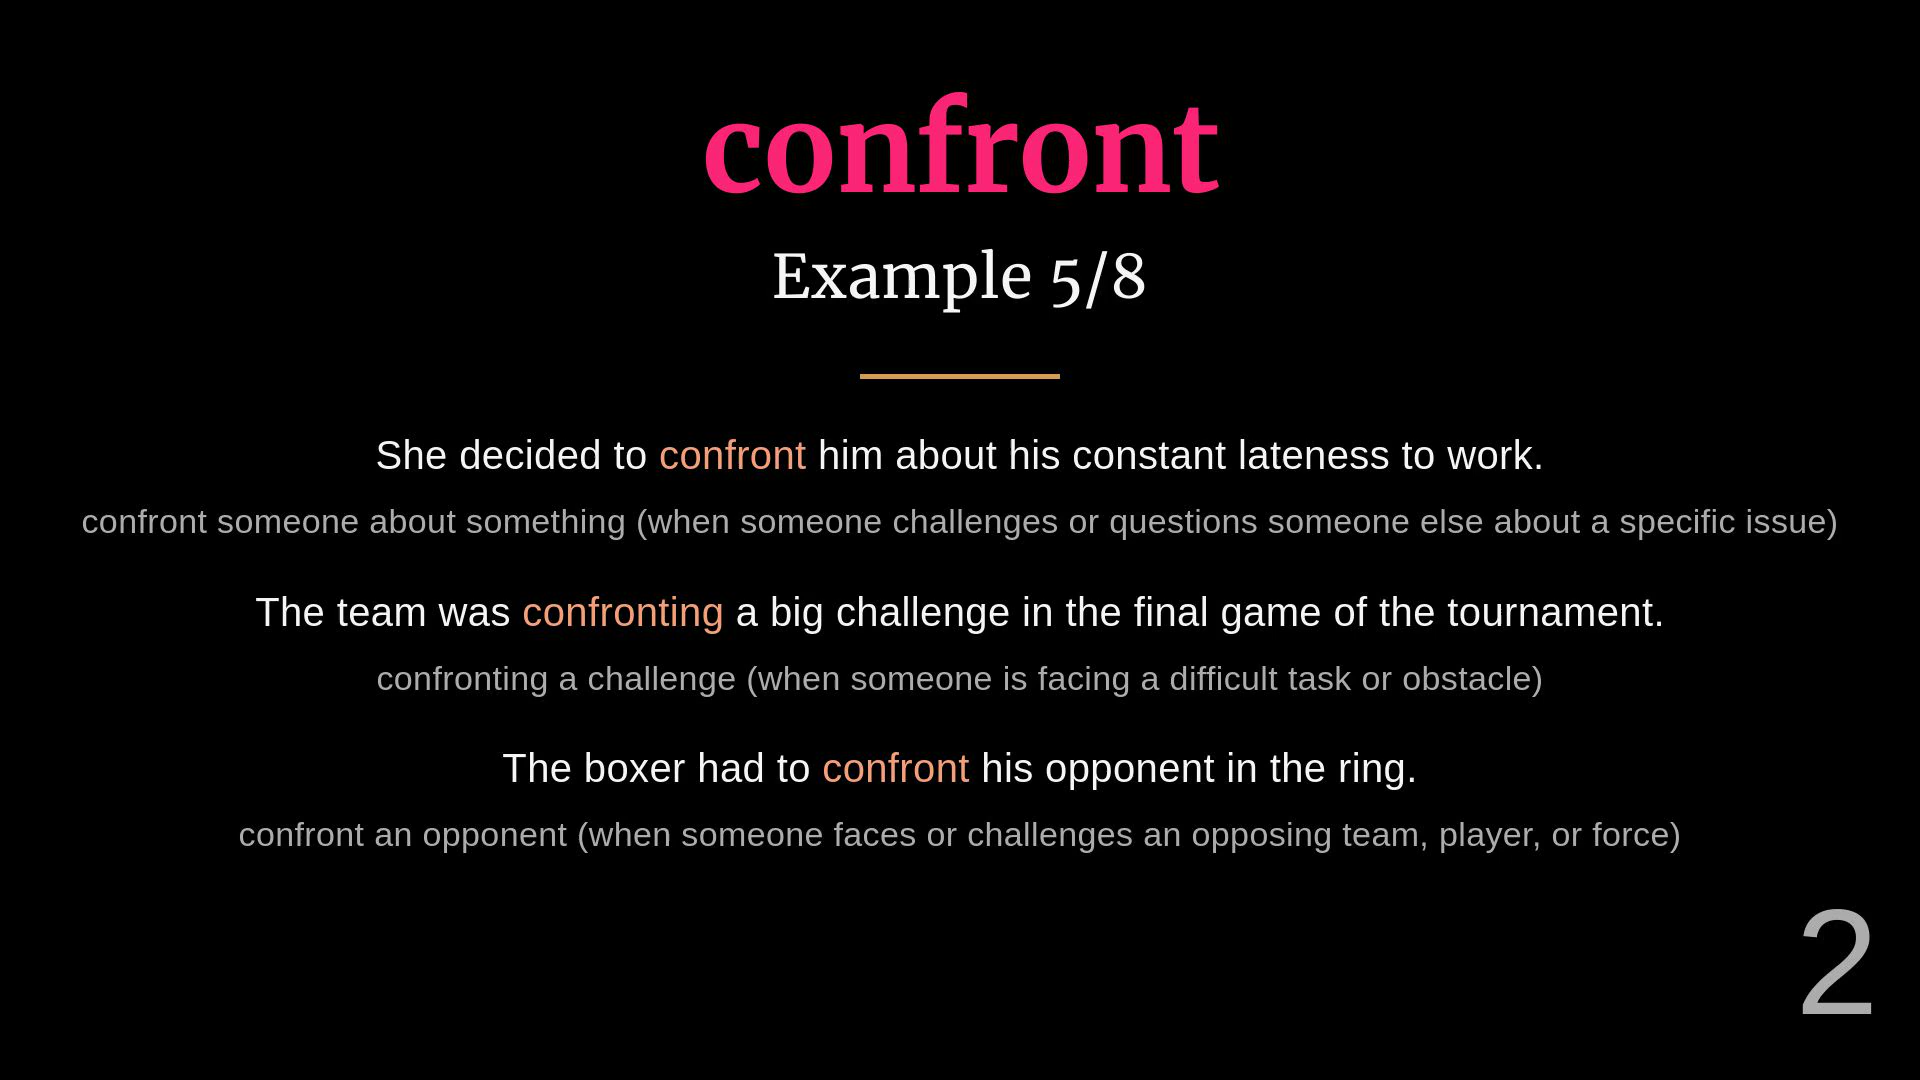 confront
Example 5/8
She decided to confront him about his constant lateness to work.
confront someone about something (when someone challenges or questions someone else about a specific issue)
The team was confronting a big challenge in the final game of the tournament.
confronting a challenge (when someone is facing a difficult task or obstacle)
The boxer had to confront his opponent in the ring.
confront an opponent (when someone faces or challenges an opposing team, player, or force)
2